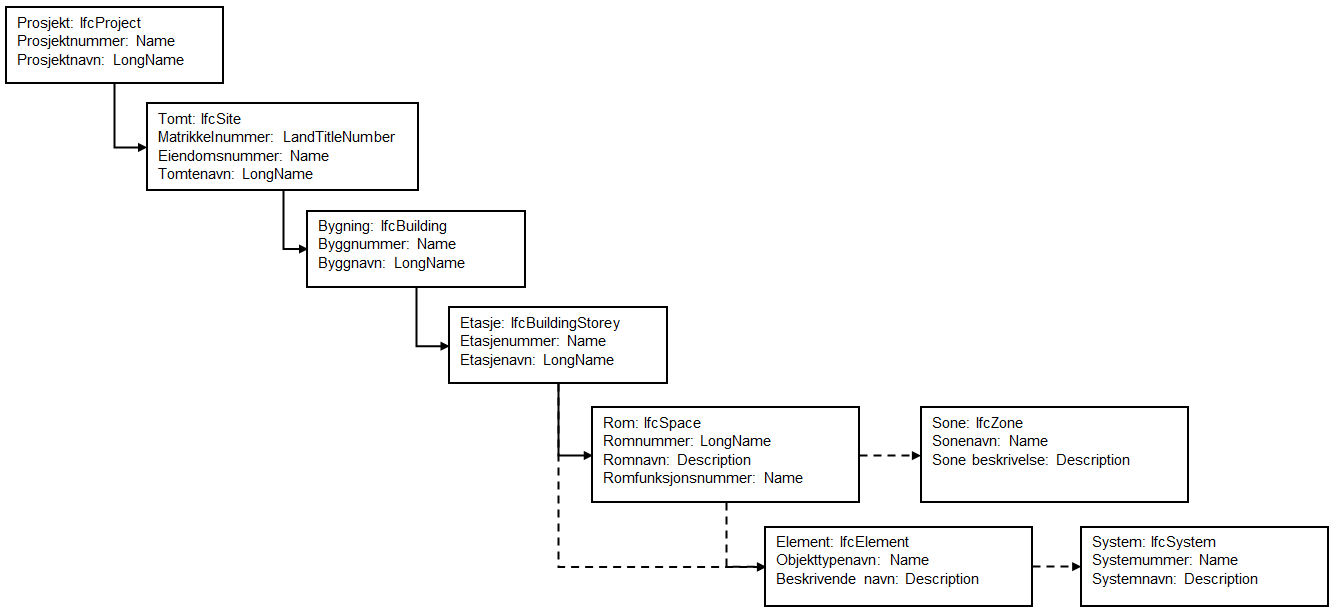 Prosjekt: IfcProject
Prosjektnummer: Name
Prosjektnavn: LongName
Tomt: IfcSite
Matrikkelnummer: LandTitleNumber
Eiendomsnummer: Name
Tomtenavn: LongName
Bygning: IfcBuilding
Byggnummer: Name
Byggnavn: LongName
Etasje: IfcBuildingStorey
Etasjenummer: Name
Etasjenavn: LongName
Rom: IfcSpace
Romnummer: LongName
Romnavn: Description
Romfunksjonsnummer: Name
Sone: IfcZone
Sonenavn: Name
Sone beskrivelse: Description
Element: IfcElement
Objekttypenavn: Name
Beskrivende navn: Description
System: IfcSystem
Systemummer: Name
Systemnavn: Description